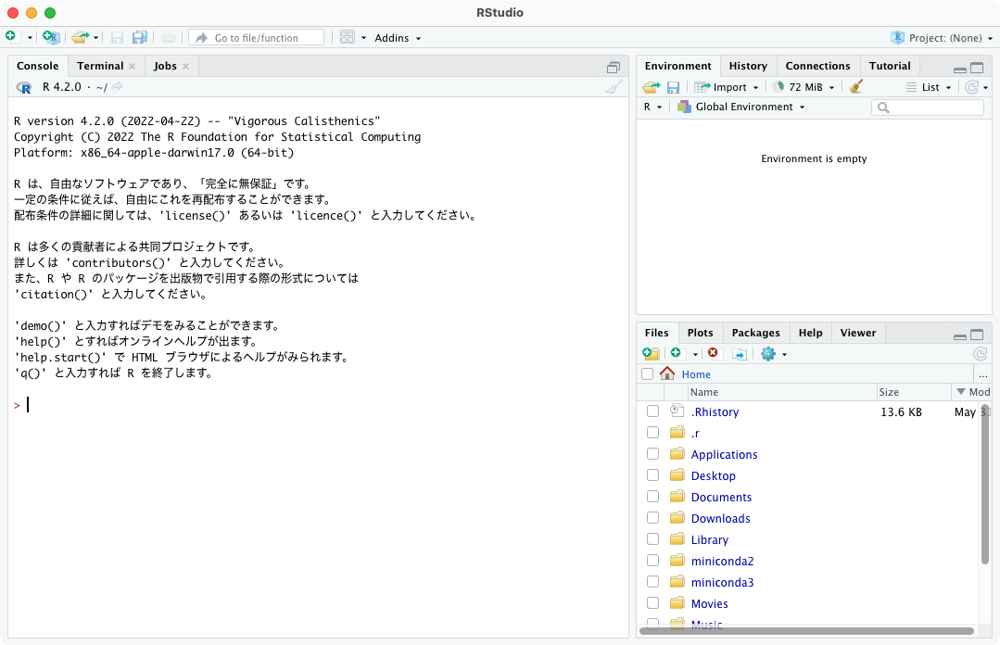 RStudio
Go to file/function
Addins
Project: (None)
Console Terminal Jobs
R 4.2.0 · ~/
R version 4.2.0 (2022-04-22) -- "Vigorous Calisthenics"
Copyright (C) 2022 The R Foundation for Statistical Computing
Platform: x86_64-apple-darwin17.0 (64-bit)
R は、自由なソフトウェアであり、「完全に無保証」です。
一定の条件に従えば、自由にこれを再配布することができます。
配布条件の詳細に関しては、'license()' あるいは 'licence()' と入力してください。
R は多くの貢献者による共同プロジェクトです。
詳しくは 'contributors()' と入力してください。
また、R や R のパッケージを出版物で引用する際の形式については
'citation()' と入力してください。
'demo()' と入力すればデモをみることができます。
'help()' とすればオンラインヘルプが出ます。
'help.start()' で HTML ブラウザによるヘルプがみられます。
'q()' と入力すれば R を終了します。
>
Environment History Connections Tutorial
Import 72 MiB List
R Global Environment
Environment is empty
Files Plots Packages Help Viewer
Home ...
Name Size Mod
.Rhistory 13.6 KB May
.r
Applications
Desktop
Documents
Downloads
Library
miniconda2
miniconda3
Movies
Music